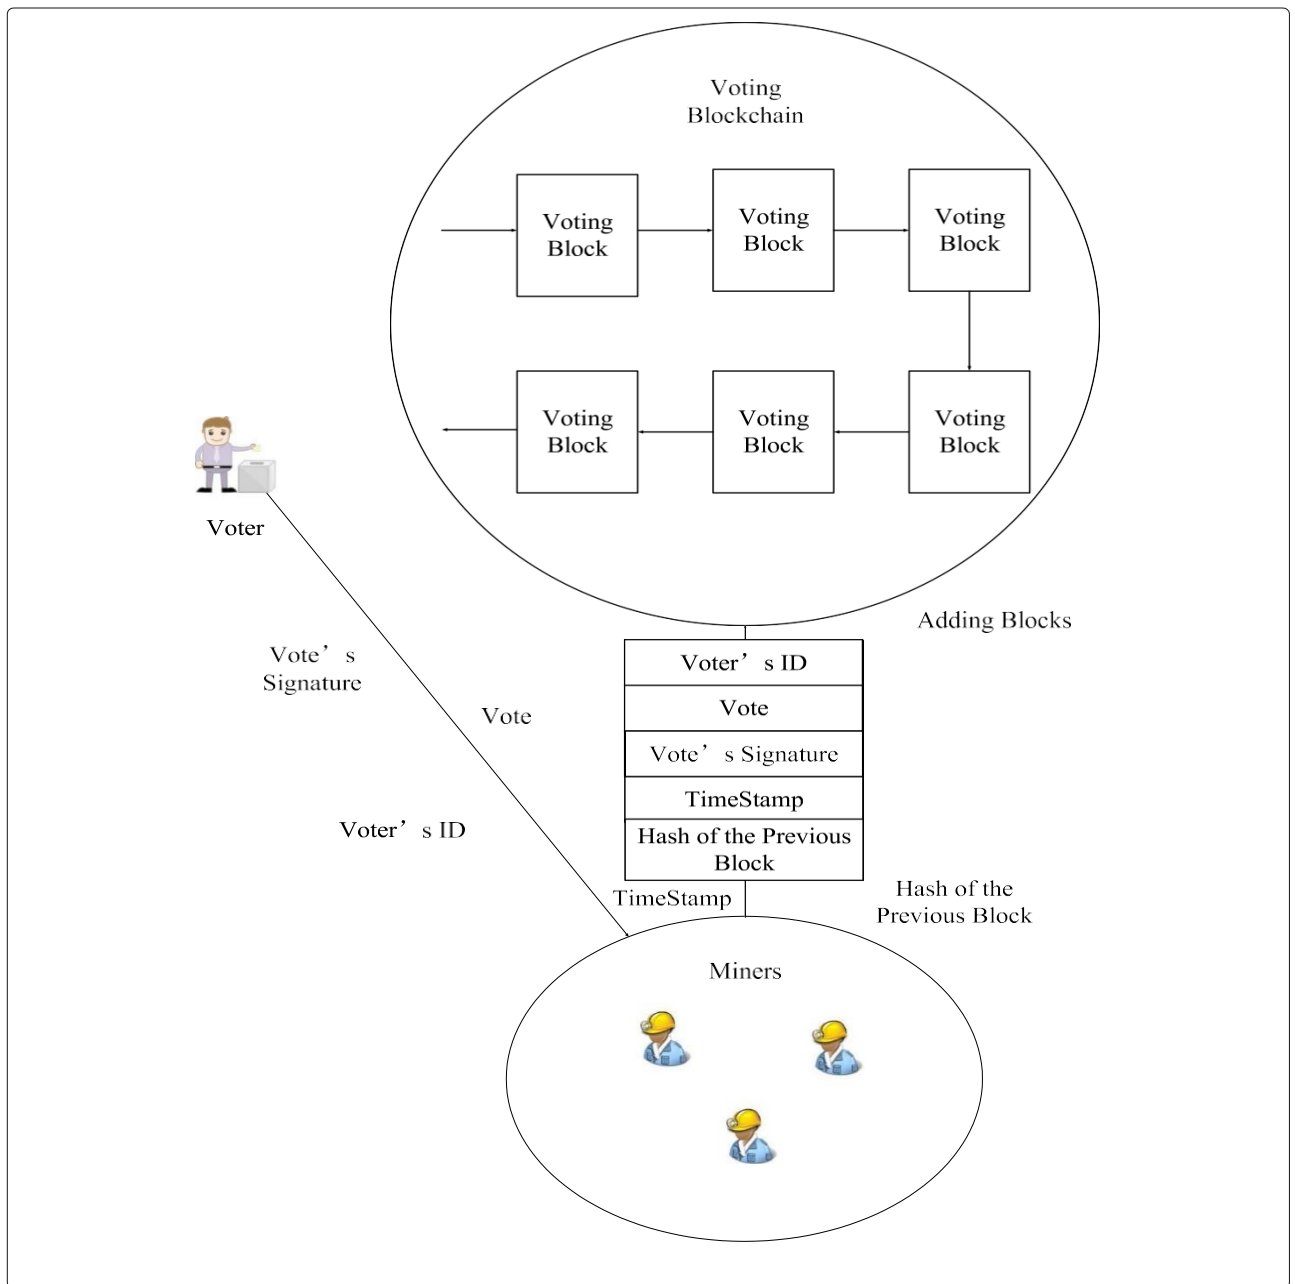 Voting
Blockchain
Voting
Block
Voting
Block
Voting
Block
Voting
Block
Voting
Block
Voting
Block
Voter
Adding Blocks
Vote’s
Signature
Vote
Voter’s ID
Voter’s ID
Vote
Vote’s Signature
TimeStamp
Hash of the Previous
Block
TimeStamp
Hash of the
Previous Block
Miners